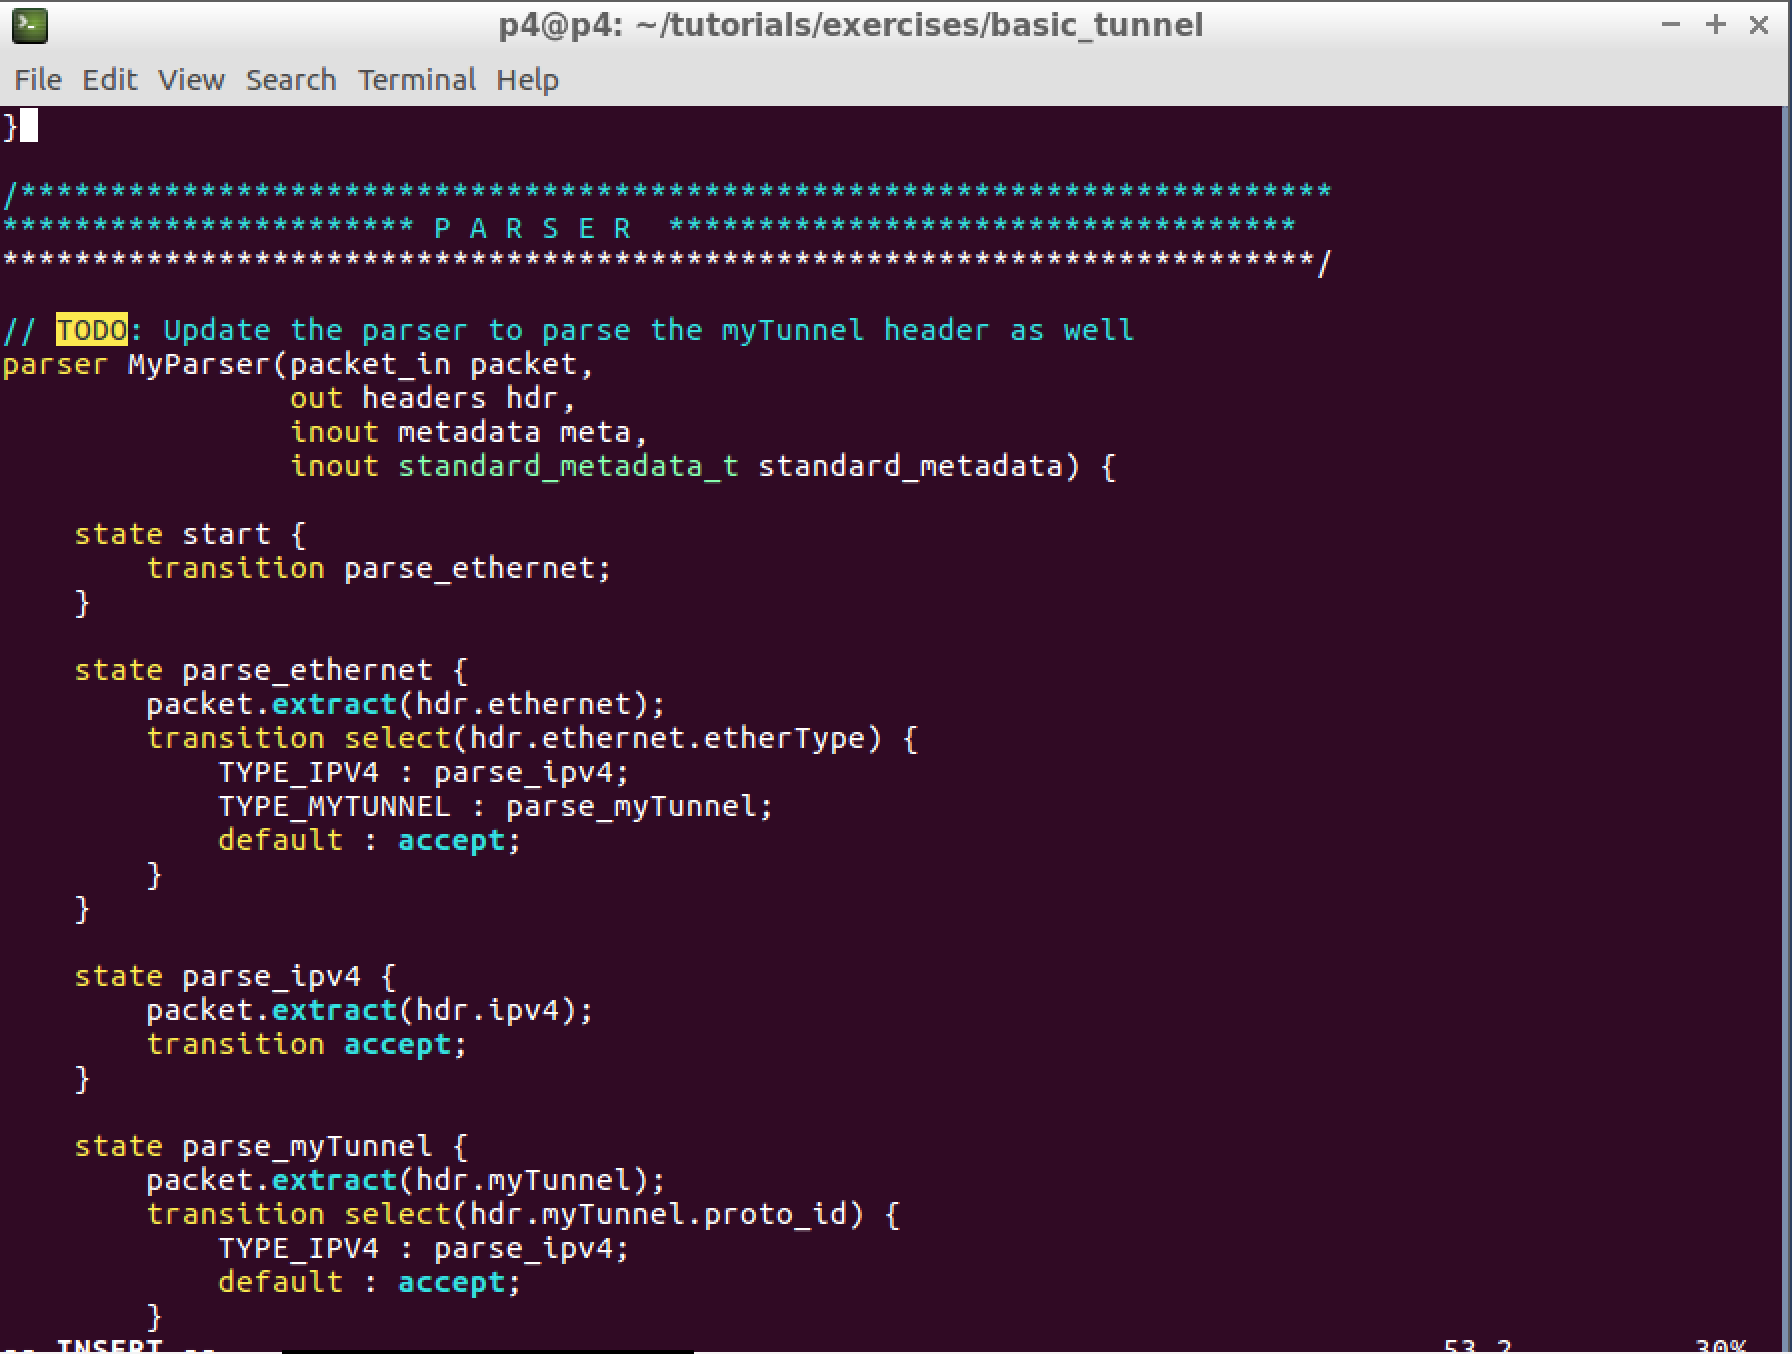 p4@p4: ~/tutorials/exercises/basic_tunnel
File Edit View Search Terminal Help
}
/*************************************************************************
*********************** P A R S E R  ***********************************
*************************************************************************/
// TODO: Update the parser to parse the myTunnel header as well
parser MyParser(packet_in packet,
                out headers hdr,
                inout metadata meta,
                inout standard_metadata_t standard_metadata) {
    state start {
        transition parse_ethernet;
    }
    state parse_ethernet {
        packet.extract(hdr.ethernet);
        transition select(hdr.ethernet.etherType) {
            TYPE_IPV4 : parse_ipv4;
            TYPE_MYTUNNEL : parse_myTunnel;
            default : accept;
        }
    }
    state parse_ipv4 {
        packet.extract(hdr.ipv4);
        transition accept;
    }
    state parse_myTunnel {
        packet.extract(hdr.myTunnel);
        transition select(hdr.myTunnel.proto_id) {
            TYPE_IPV4 : parse_ipv4;
            default : accept;
        }
-- INSERT -- 53,2 30%